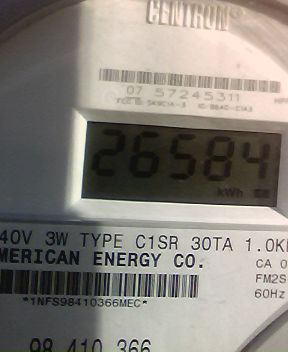 CENTRON®
07 57245311
26584
kWh
40V 3W TYPE C1SR 30TA 1.0K
MERICAN ENERGY CO.
CA 0
FM2S
*1NFS98410366MEC*
60Hz
98 410 366